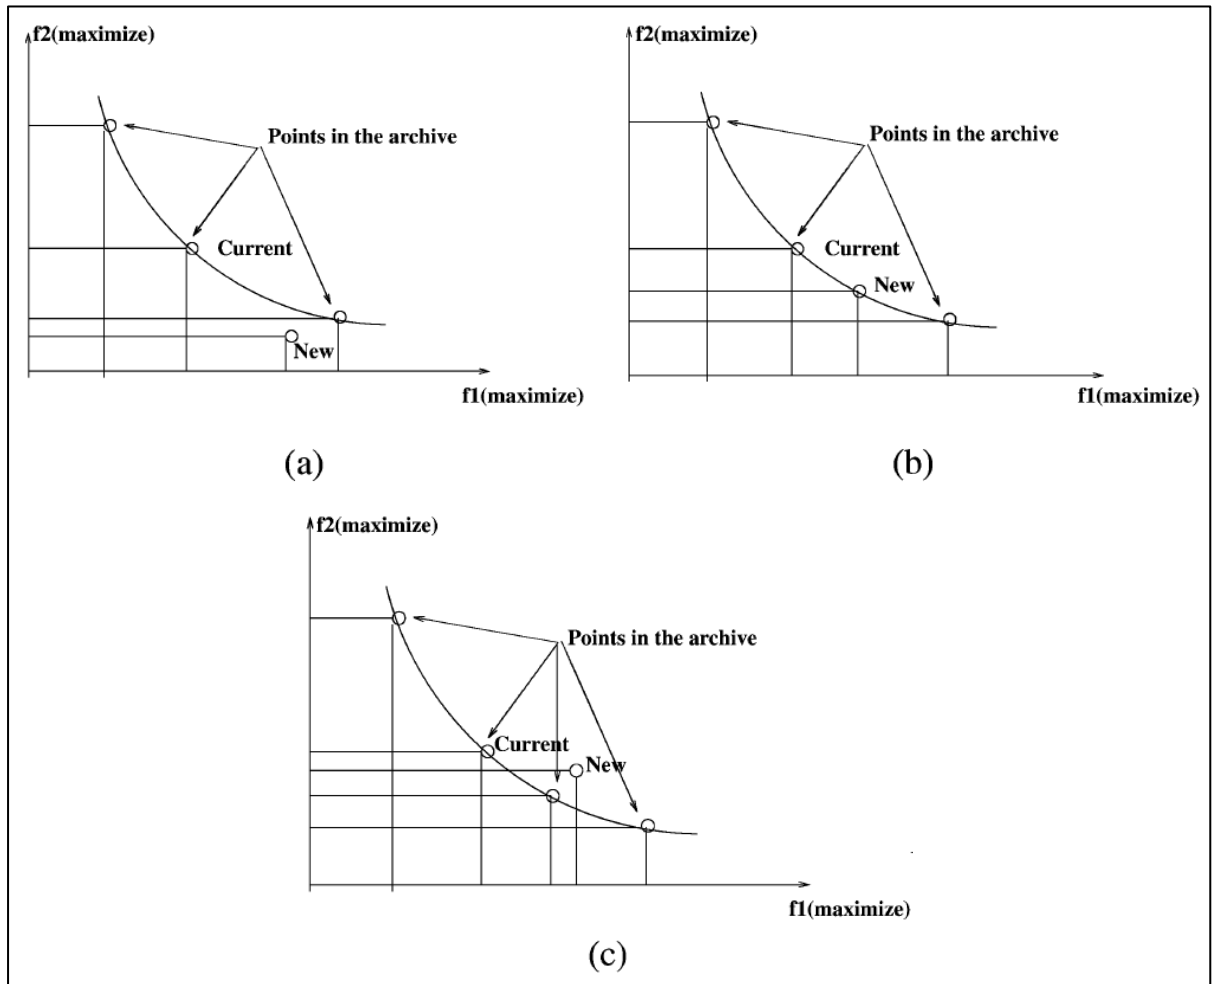 f2(maximize)
Points in the archive
Current
New
f1(maximize)
(a)
f2(maximize)
Points in the archive
Current
New
f1(maximize)
(b)
f2(maximize)
Points in the archive
Current
New
f1(maximize)
(c)